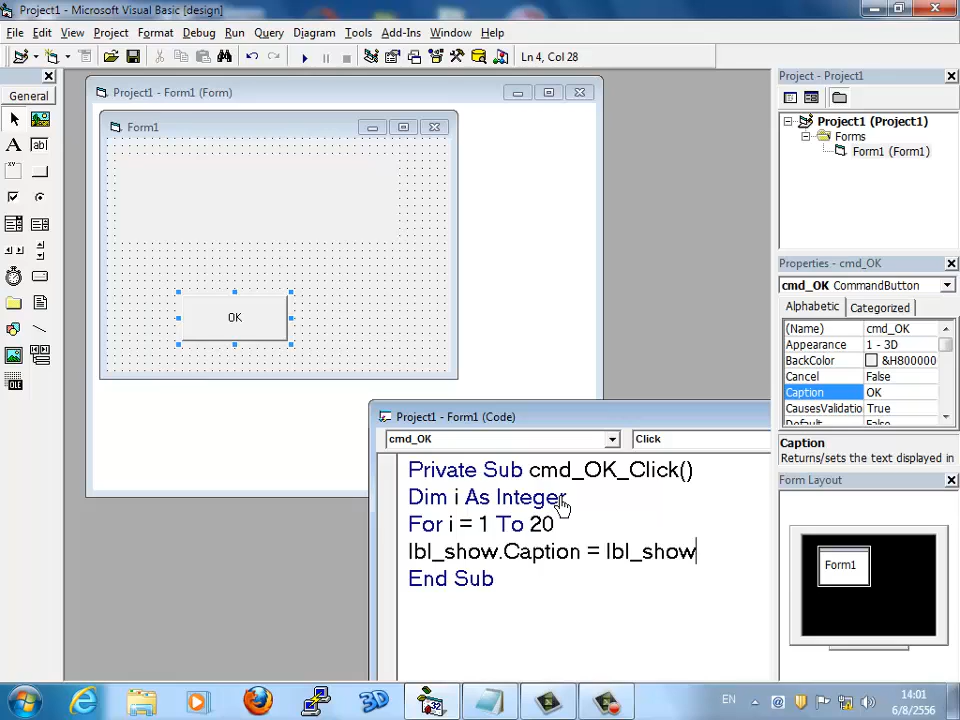 Project1 - Microsoft Visual Basic [design]
File Edit View Project Format Debug Run Query Diagram Tools Add-Ins Window Help
Ln 4, Col 28
General
Project1 - Form1 (Form)
Form1
OK
Project - Project1
Project1 (Project1)
Forms
Form1 (Form1)
Properties - cmd_OK
cmd_OK CommandButton
Alphabetic Categorized
(Name) cmd_OK
Appearance 1 - 3D
BackColor &H800000
Cancel False
Caption OK
CausesValidatio True
Default False
Caption
Returns/sets the text displayed in
Form Layout
Form1
Project1 - Form1 (Code)
cmd_OK Click
Private Sub cmd_OK_Click()
Dim i As Integer
For i = 1 To 20
lbl_show.Caption = lbl_show
End Sub
EN
14:01
6/8/2556